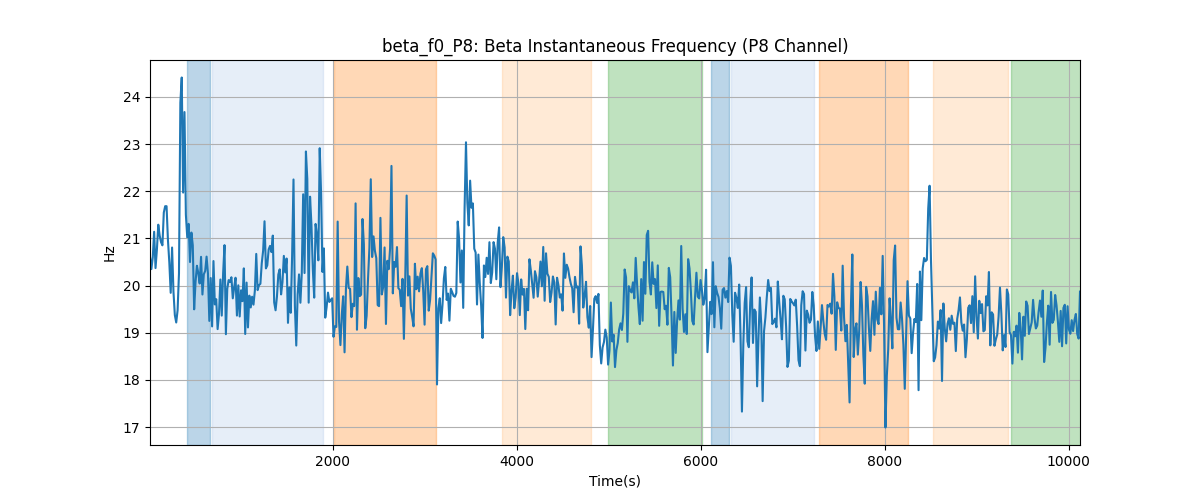 beta_f0_P8: Beta Instantaneous Frequency (P8 Channel)
24
23
22
21
20
19
18
17
Hz
2000 4000 6000 8000 10000
Time(s)